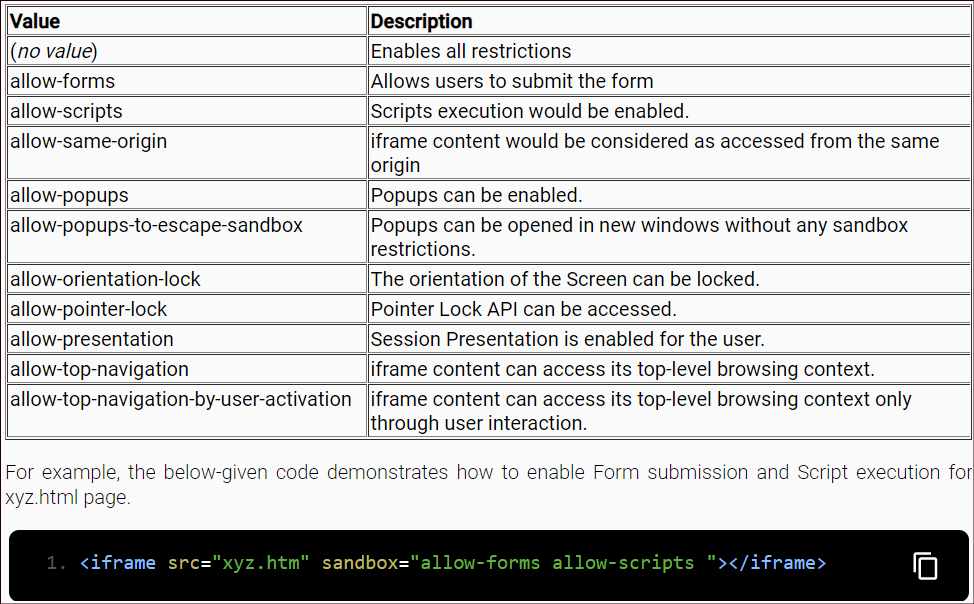 Value Description
(no value) Enables all restrictions
allow-forms Allows users to submit the form
allow-scripts Scripts execution would be enabled.
allow-same-origin iframe content would be considered as accessed from the same
origin
allow-popups Popups can be enabled.
allow-popups-to-escape-sandbox Popups can be opened in new windows without any sandbox
restrictions.
allow-orientation-lock The orientation of the Screen can be locked.
allow-pointer-lock Pointer Lock API can be accessed.
allow-presentation Session Presentation is enabled for the user.
allow-top-navigation iframe content can access its top-level browsing context.
allow-top-navigation-by-user-activation iframe content can access its top-level browsing context only
through user interaction.
For example, the below-given code demonstrates how to enable Form submission and Script execution for
xyz.html page.
1. <iframe src="xyz.htm" sandbox="allow-forms allow-scripts "></iframe>